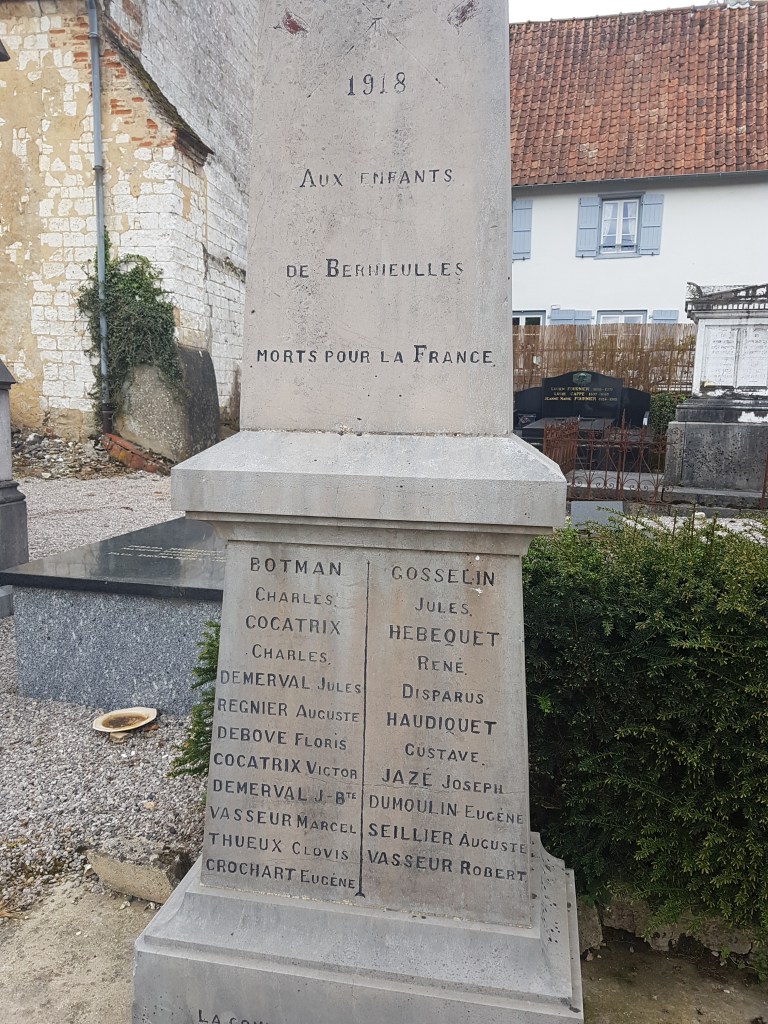 1918
AUX ENFANTS
DE BERNIEULLES
MORTS POUR LA FRANCE
BOTMAN
CHARLES.
COCATRIX
CHARLES.
DEMERVAL JULES
REGNIER AUGUSTE
DEBOVE FLORIS
COCATRIX VICTOR
DEMERVAL J-Bte
VASSEUR MARCEL
THUEUX CLOVIS
CROCHART EUGÈNE
GOSSELIN
JULES.
HEBEQUET
RENÉ.
DISPARUS
HAUDIQUET
GUSTAVE.
JAZÉ JOSEPH
DUMOULIN EUGÈNE
SEILLIER AUGUSTE
VASSEUR ROBERT
LA